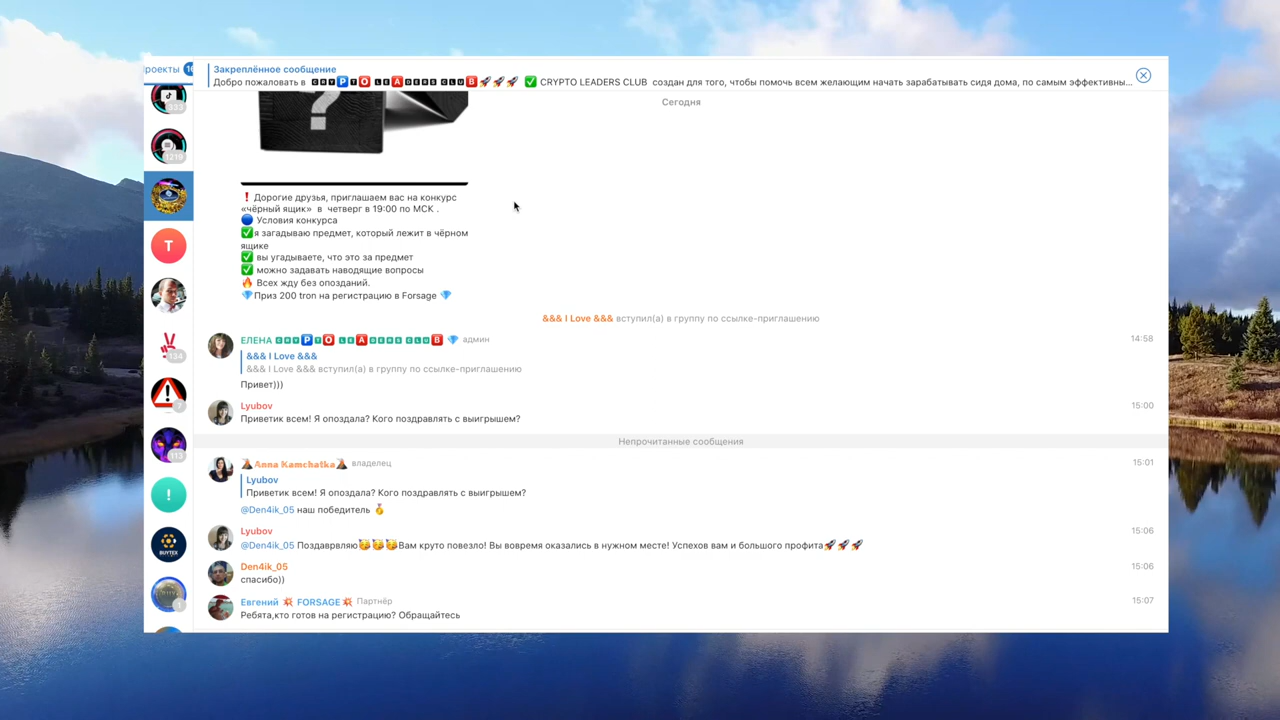 роекты 16
Закреплённое сообщение
Добро пожаловать в CRYPTO LEADERS CLUB🚀🚀🚀 ✅ CRYPTO LEADERS CLUB создан для того, чтобы помочь всем желающим начать зарабатывать сидя дома, по самым эффективны...
Сегодня
333
1219
T
134
113
!
BUYTEX
1
?
❗ Дорогие друзья, приглашаем вас на конкурс
«чёрный ящик» в четверг в 19:00 по МСК .
🔵 Условия конкурса
✅я загадываю предмет, который лежит в чёрном
ящике
✅ вы угадываете, что это за предмет
✅ можно задавать наводящие вопросы
🔥 Всех жду без опозданий.
💎Приз 200 tron на регистрацию в Forsage 💎
&&& I Love &&& вступил(а) в группу по ссылке-приглашению
ЕЛЕНА CRYPTO LEADERS CLUB 💎 админ 14:58
&&& I Love &&&
&&& I Love &&& вступил(а) в группу по ссылке-приглашению
Привет)))
Lyubov 15:00
Приветик всем! Я опоздала? Кого поздравлять с выигрышем?
Непрочитанные сообщения
🌋Anna Kamchatka🌋 владелец 15:01
Lyubov
Приветик всем! Я опоздала? Кого поздравлять с выигрышем?
@Den4ik_05 наш победитель 🏅
Lyubov 15:06
@Den4ik_05 Поздаврвляю🥳🥳🥳Вам круто повезло! Вы вовремя оказались в нужном месте! Успехов вам и большого профита🚀🚀🚀
Den4ik_05 15:06
спасибо))
Евгений 💥 FORSAGE💥 Партнёр 15:07
Ребята,кто готов на регистрацию? Обращайтесь